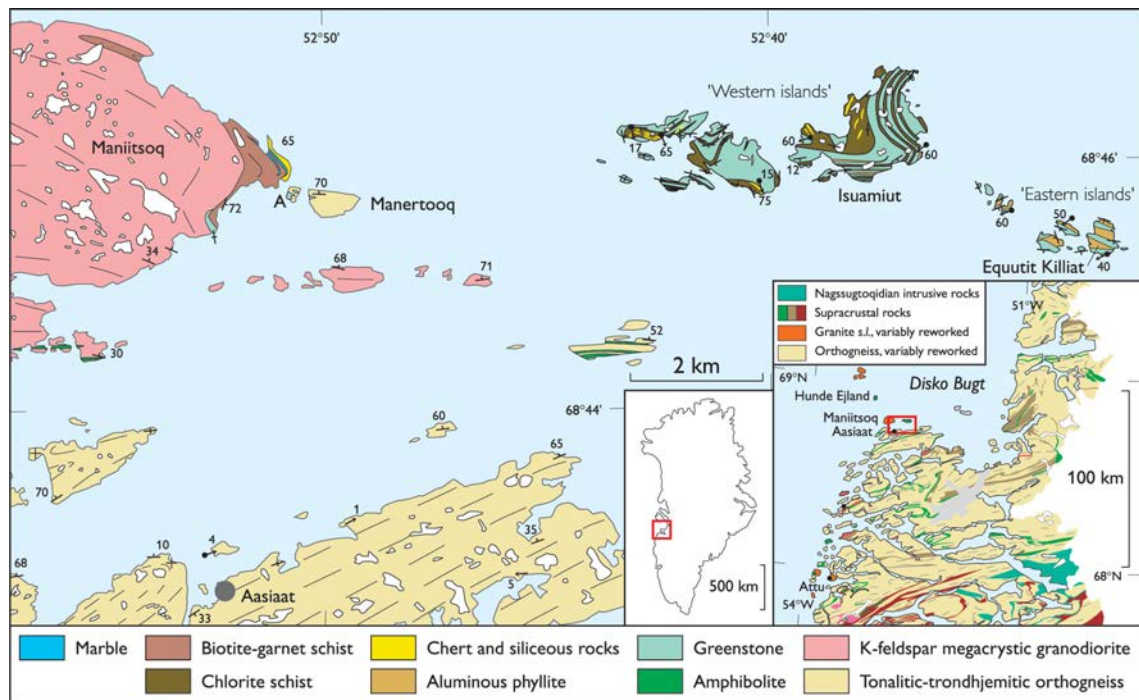 52°50'
52°40'
'Western islands'
Maniitsoq
65
17
65
60
12
60
68°46'
15
75
Isuamiut
'Eastern islands'
70
A
Manertooq
72
1
34
60
50
40
Equutit Killiat
68
71
30
52
2 km
68°44'
60
65
70
1
35
4
10
68
5
Aasiaat
33
500 km
Nagssugtoqidian intrusive rocks
Supracrustal rocks
Granite s.l., variably reworked
Orthogneiss, variably reworked
51°W
69°N
Disko Bugt
Hunde Ejland
Maniitsoq
Aasiaat
100 km
Attu
68°N
54°W
Marble
Biotite-garnet schist
Chert and siliceous rocks
Greenstone
K-feldspar megacrystic granodiorite
Chlorite schist
Aluminous phyllite
Amphibolite
Tonalitic-trondhjemitic orthogneiss